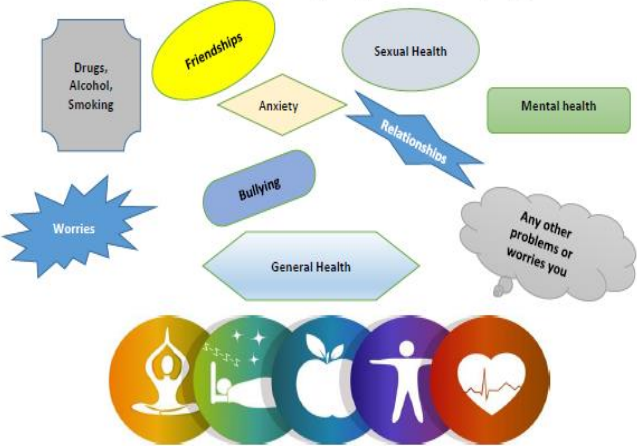 Friendships
Sexual Health
Drugs,
Alcohol,
Smoking
Anxiety
Mental health
Relationships
Bullying
Worries
Any other
problems or
worries you
General Health